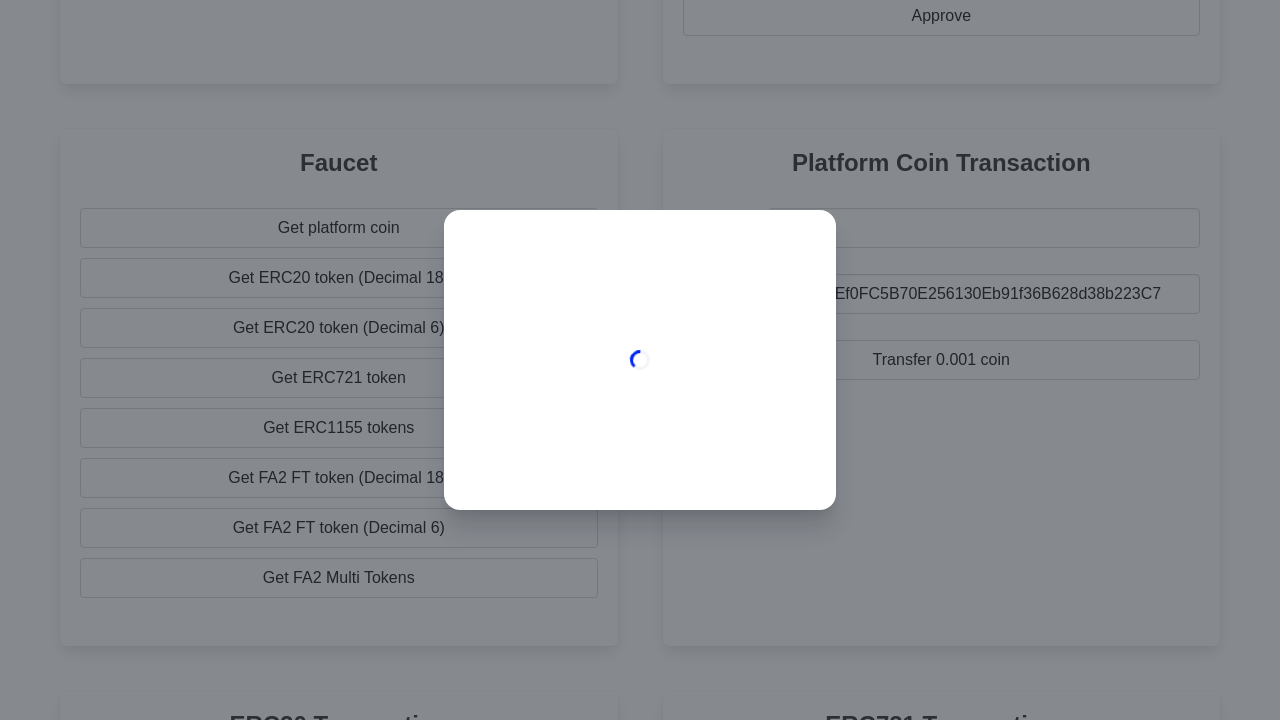 Approve
Faucet
Get platform coin
Get ERC20 token (Decimal 18
Get ERC20 token (Decimal 6)
Get ERC721 token
Get ERC1155 tokens
Get FA2 FT token (Decimal 18
Get FA2 FT token (Decimal 6)
Get FA2 Multi Tokens
Platform Coin Transaction
Ef0FC5B70E256130Eb91f36B628d38b223C7
Transfer 0.001 coin